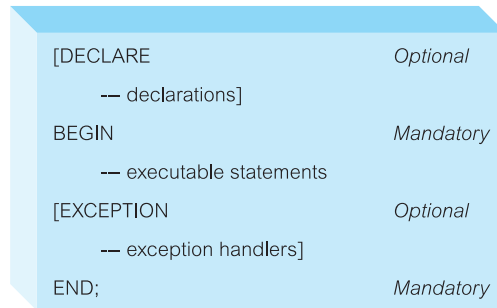 [DECLARE Optional
-- declarations]
BEGIN Mandatory
-- executable statements
[EXCEPTION Optional
-- exception handlers]
END; Mandatory